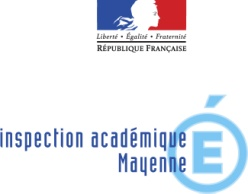 Liberté • Égalité • Fraternité
RÉPUBLIQUE FRANÇAISE
inspection académique
Mayenne
É